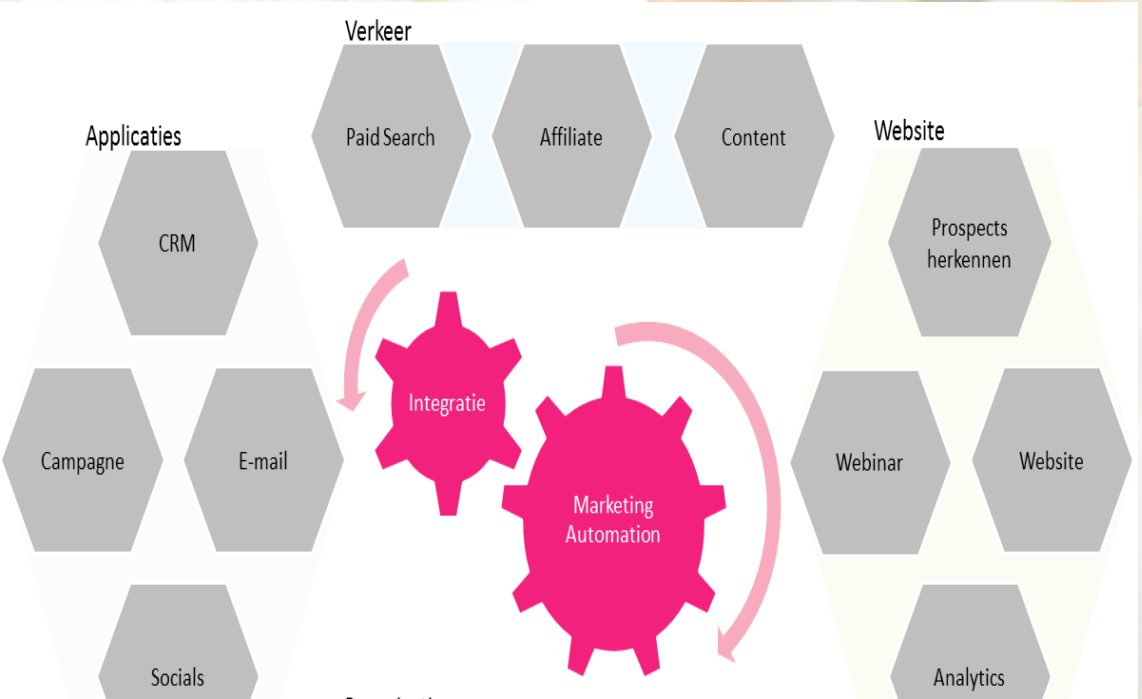 Verkeer
Paid Search
Affiliate
Content
Applicaties
CRM
Campagne
E-mail
Socials
Integratie
Marketing
Automation
Website
Prospects
herkennen
Webinar
Website
Analytics